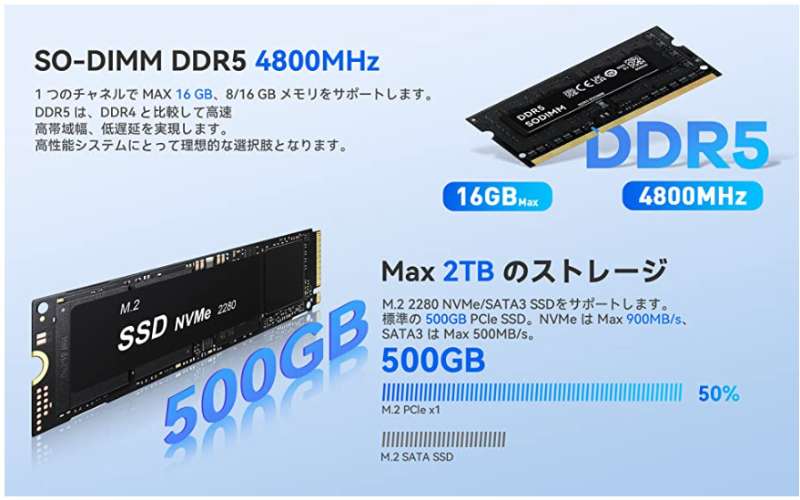 SO-DIMM DDR5 4800MHz
1 つのチャネルで MAX 16 GB、8/16 GB メモリをサポートします。
DDR5 は、DDR4 と比較して高速
高帯域幅、低遅延を実現します。
高性能システムにとって理想的な選択肢となります。
DDR5
SODIMM
DDR5
16GB Max
4800MHz
M.2
SSD NVMe 2280
500GB
Max 2TB のストレージ
M.2 2280 NVMe/SATA3 SSDをサポートします。
標準の 500GB PCIe SSD。NVMe は Max 900MB/s、
SATA3 は Max 500MB/s。
500GB
50%
M.2 PCIe x1
M.2 SATA SSD